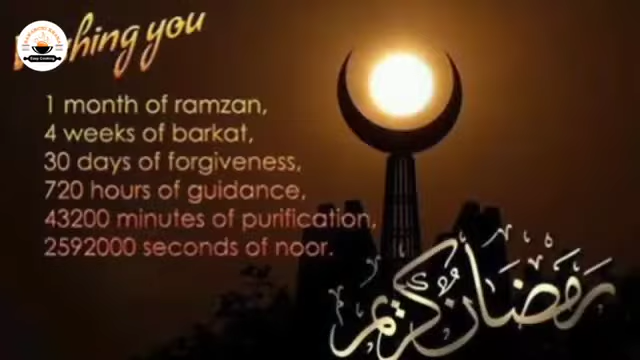 Wishing you
Easy Cooking
1 month of ramzan,
4 weeks of barkat,
30 days of forgiveness,
720 hours of guidance,
43200 minutes of purification,
2592000 seconds of noor.
رمضان كريم